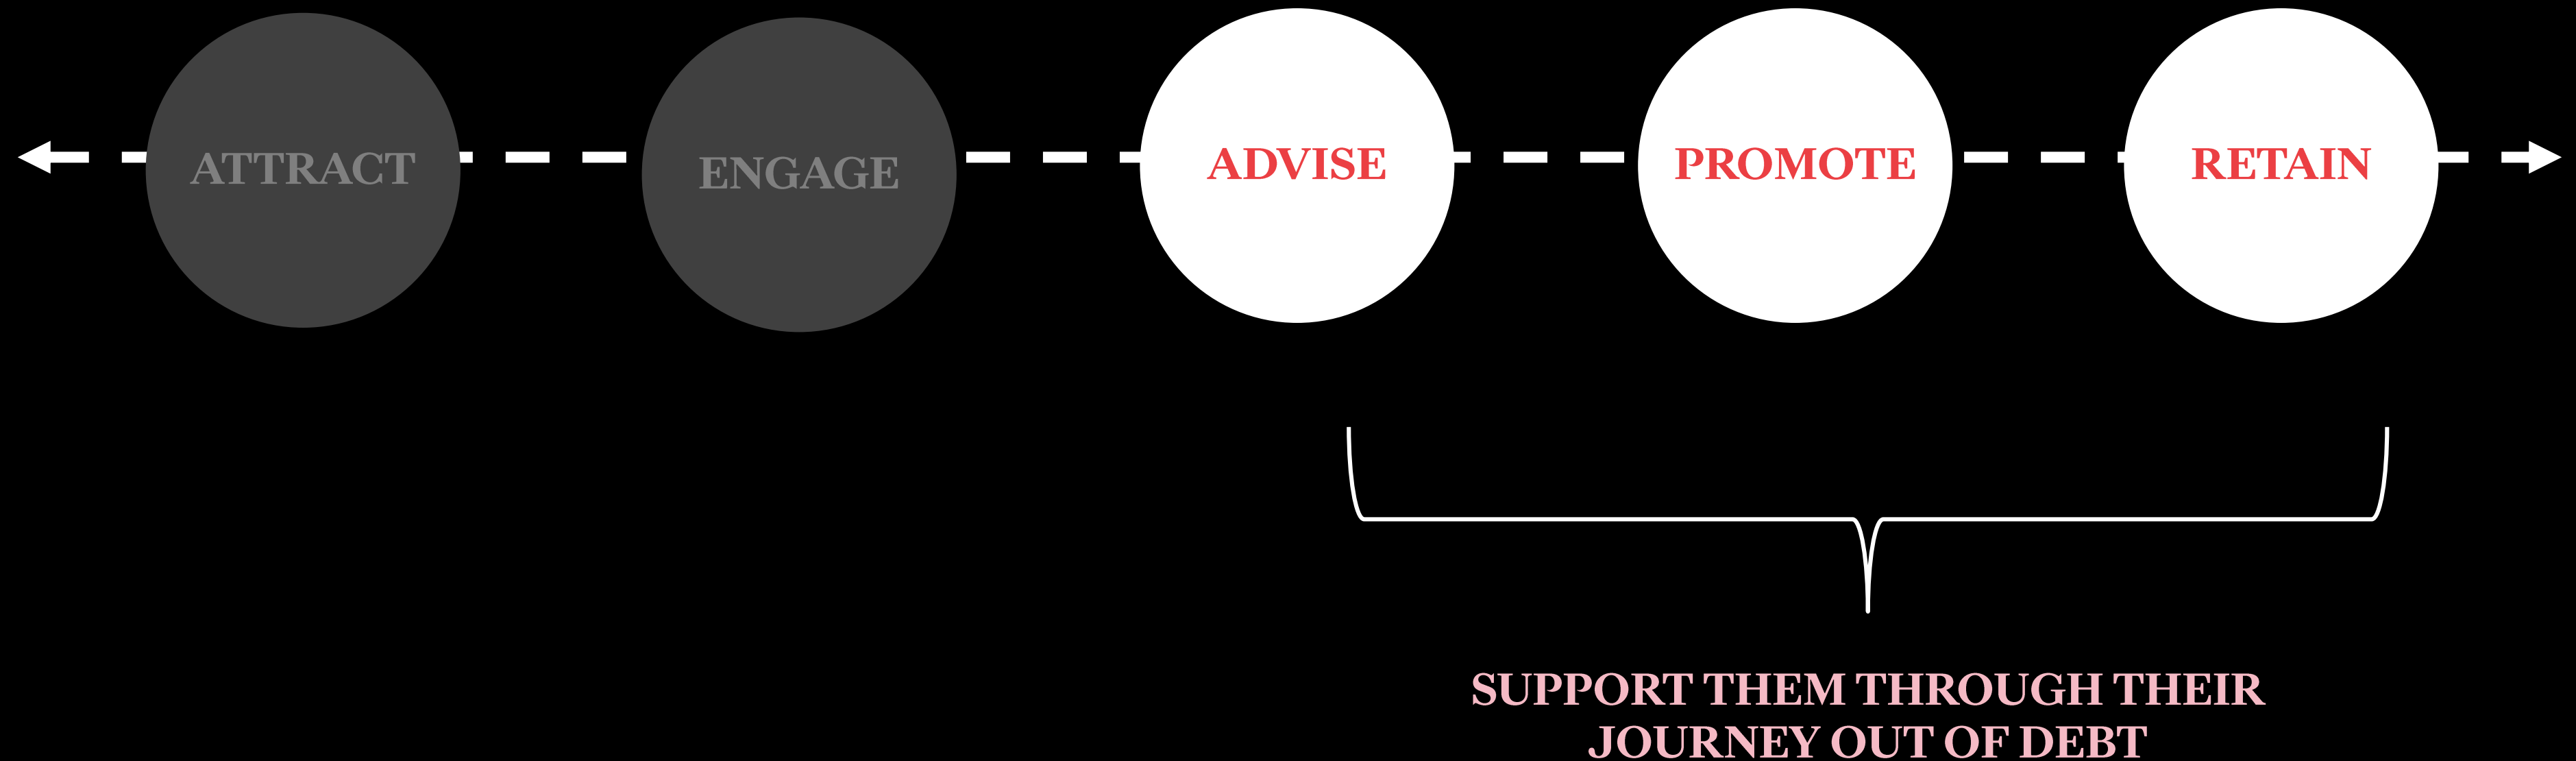 ATTRACT
ENGAGE
ADVISE
PROMOTE
RETAIN
SUPPORT THEM THROUGH THEIR
JOURNEY OUT OF DEBT